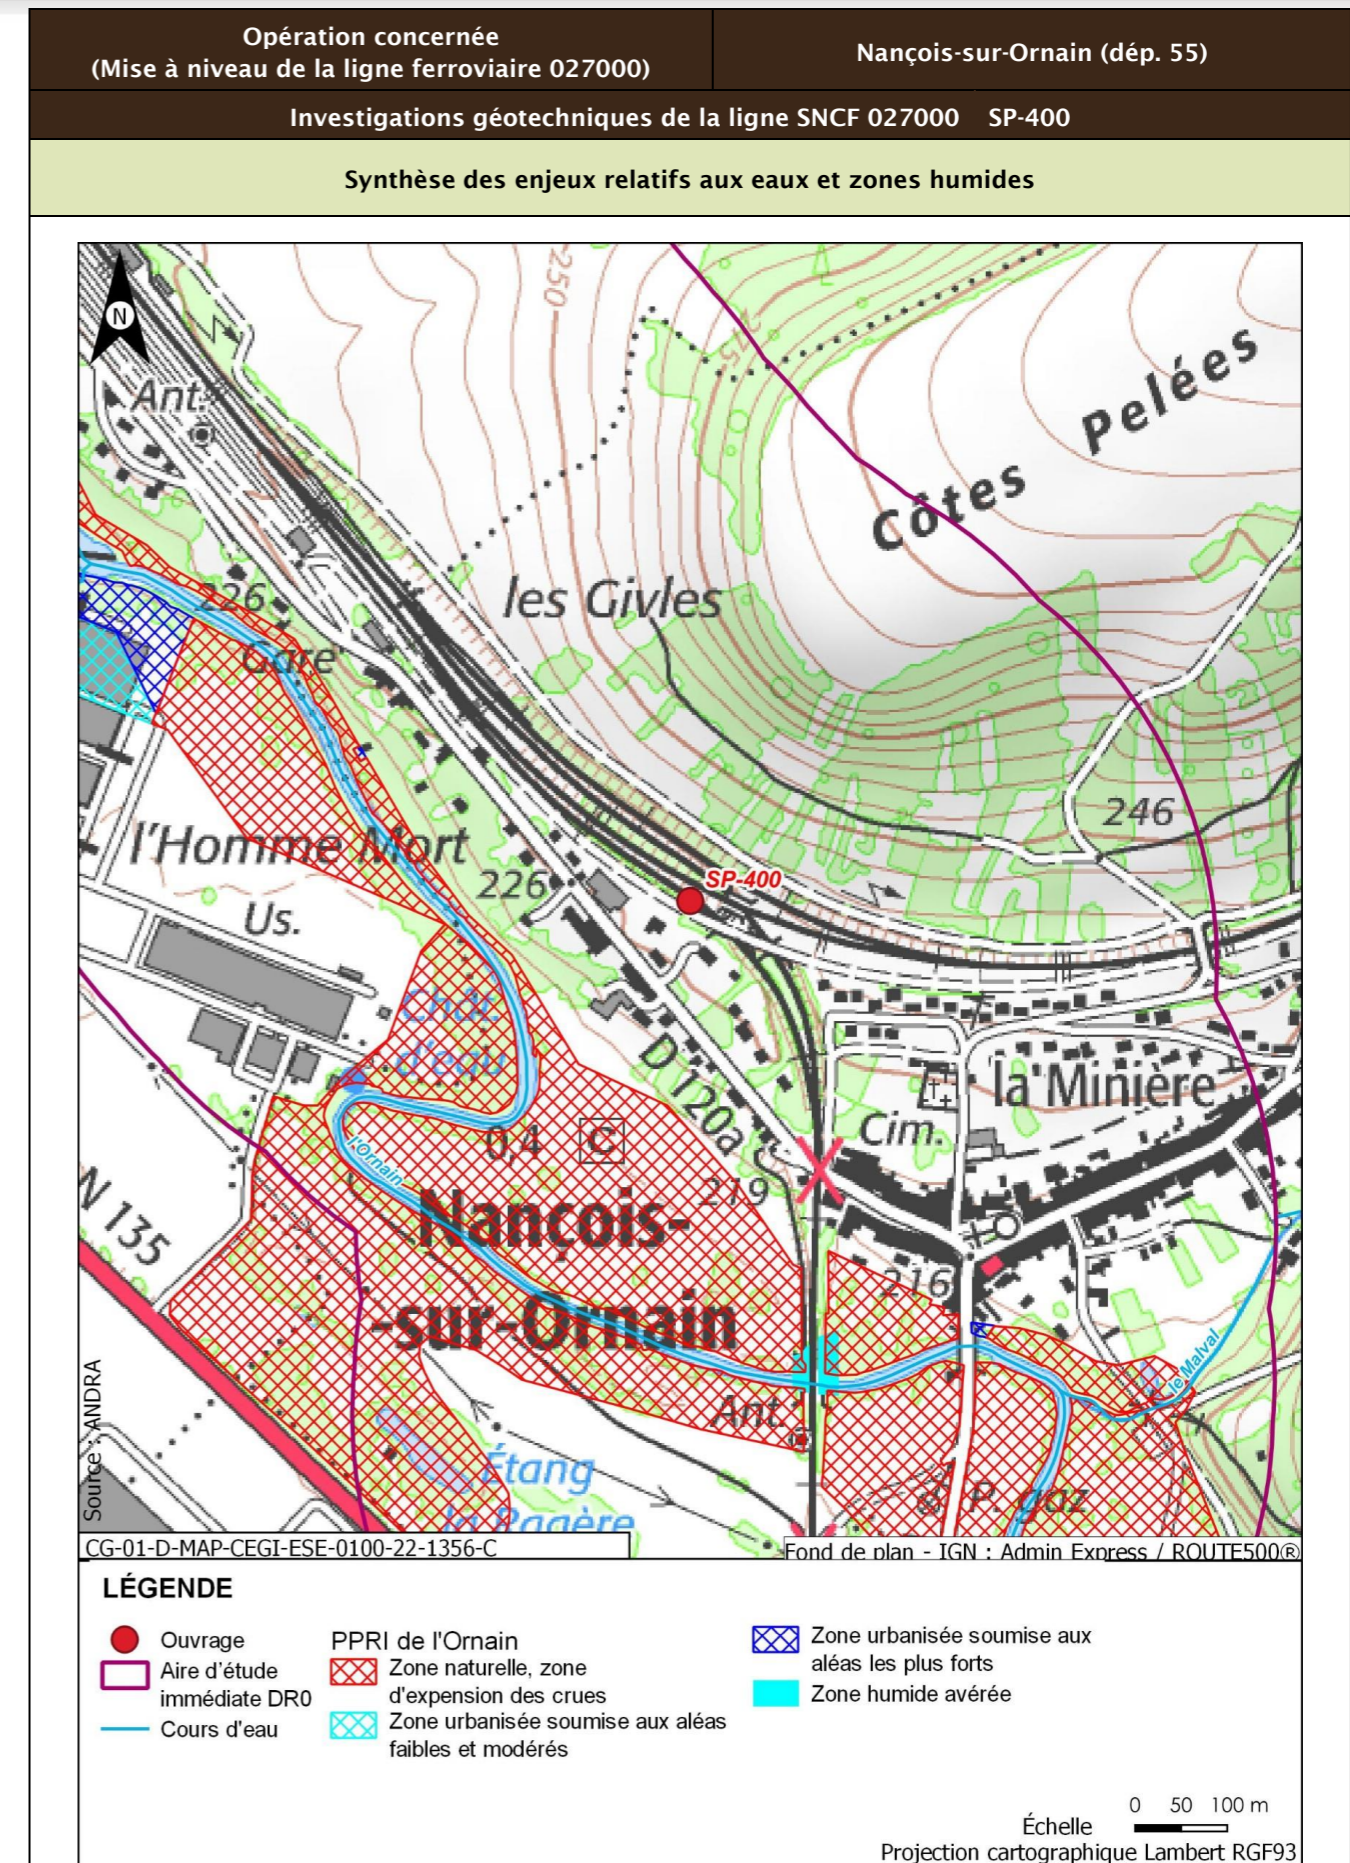 Opération concernée
(Mise à niveau de la ligne ferroviaire 027000)
Nançois-sur-Ornain (dép. 55)
Investigations géotechniques de la ligne SNCF 027000 SP-400
Synthèse des enjeux relatifs aux eaux et zones humides
N
250
275
Ant.
Côtes Pelées
les Givles
226
Gare
246
l'Homme Mort
226
SP-400
Us.
Chât.
d'eau
D 120a
la Minière
Cim.
0,4
C
l'Ornain
219
N 135
Nançois-
-sur-Ornain
216
le Malval
Ant.
Étang
la Ragère
P. gaz
Source : ANDRA
CG-01-D-MAP-CEGI-ESE-0100-22-1356-C
Fond de plan - IGN : Admin Express / ROUTE500®
LÉGENDE
Ouvrage
Aire d'étude
immédiate DR0
Cours d'eau
PPRI de l'Ornain
Zone naturelle, zone
d'expension des crues
Zone urbanisée soumise aux aléas
faibles et modérés
Zone urbanisée soumise aux
aléas les plus forts
Zone humide avérée
0 50 100 m
Échelle
Projection cartographique Lambert RGF93